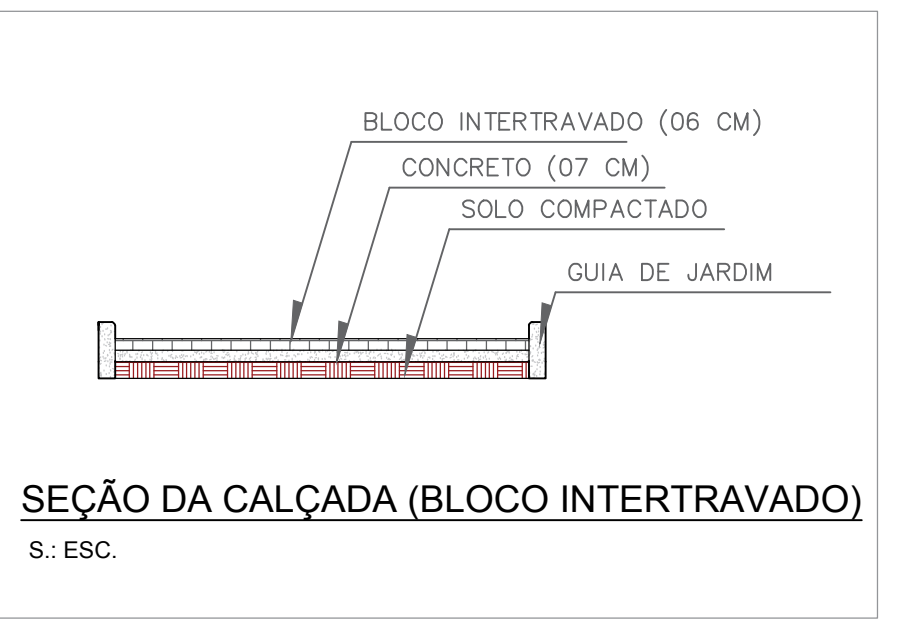 BLOCO INTERTRAVADO (06 CM)
CONCRETO (07 CM)
SOLO COMPACTADO
GUIA DE JARDIM
SEÇÃO DA CALÇADA (BLOCO INTERTRAVADO)
S.: ESC.